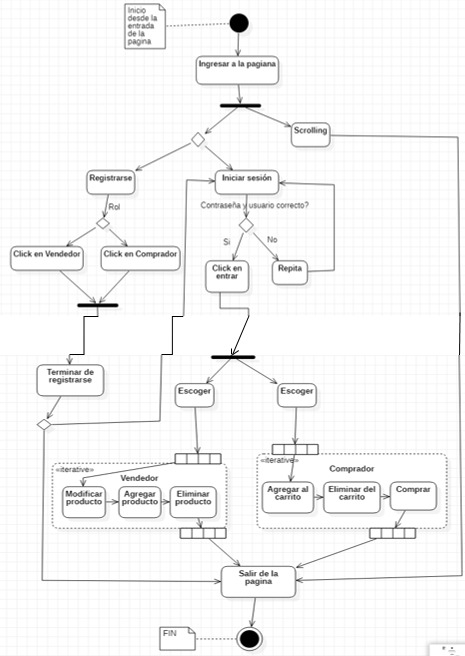 Inicio
desde la
entrada
de la
pagina
Ingresar a la pagiana
Scrolling
Registrarse
Iniciar sesión
Rol
Contraseña y usuario correcto?
Si
No
Click en Vendedor
Click en Comprador
Click en
entrar
Repita
Terminar de
registrarse
Escoger
Escoger
«iterative»
Vendedor
Modificar
producto
Agregar
producto
Eliminar
producto
«iterative»
Comprador
Agregar al
carrito
Eliminar del
carrito
Comprar
Salir de la
pagina
FIN